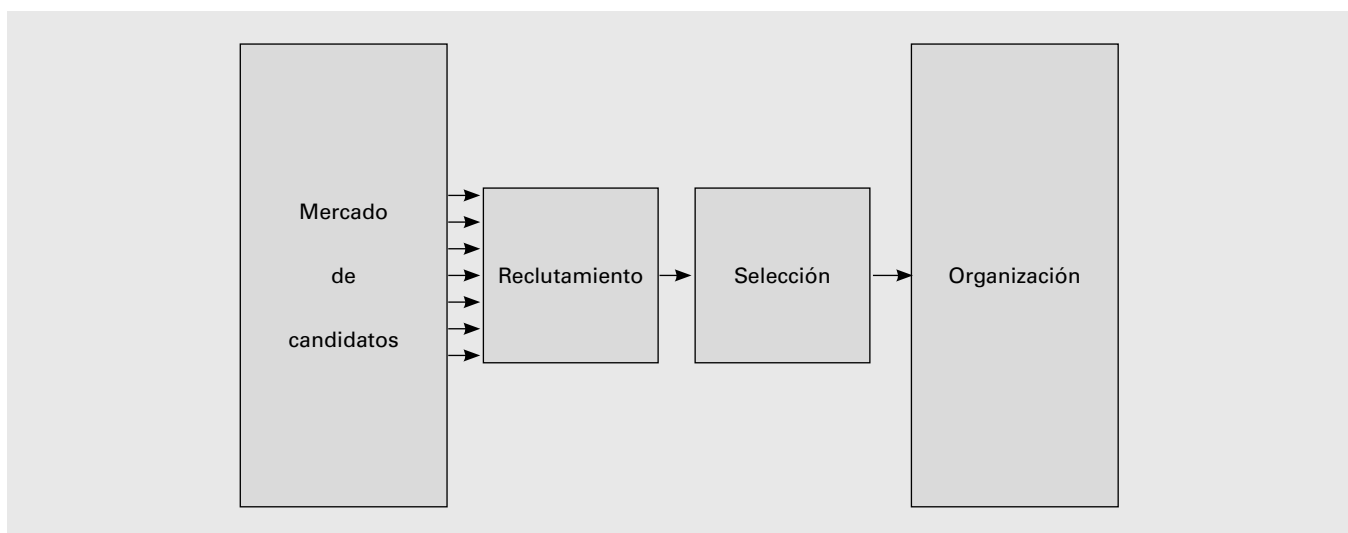 Mercado
de
candidatos
Reclutamiento
Selección
Organización